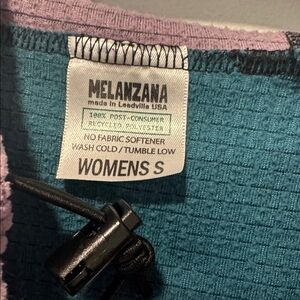 MELANZANA
made in Leadville USA
100% POST-CONSUMER
RECYCLED POLYESTER
NO FABRIC SOFTENER
WASH COLD / TUMBLE LOW
WOMENS S